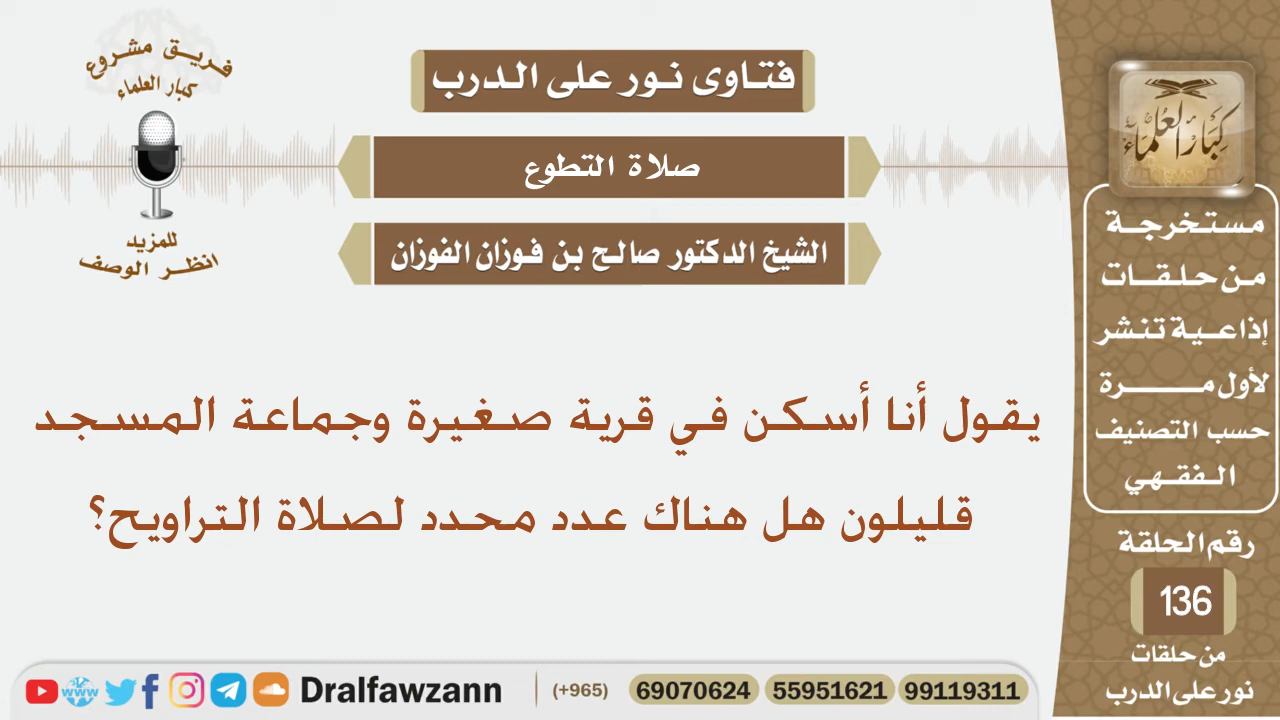 فريق مشروع
كبار العلماء
للمزيد
انظر الوصف
فتاوى نور على الدرب
صلاة التطوع
الشيخ الدكتور صالح بن فوزان الفوزان
يقول أنا أسكن في قرية صغيرة وجماعة المسجد
قليلون هل هناك عدد محدد لصلاة التراويح؟
كبار العلماء
مستخرجة
من حلقات
إذاعية تنشر
لأول مرة
حسب التصنيف
الفقهي
رقم الحلقة
136
من حلقات
نور على الدرب
www Dralfawzann (+965) 69070624 55951621 99119311